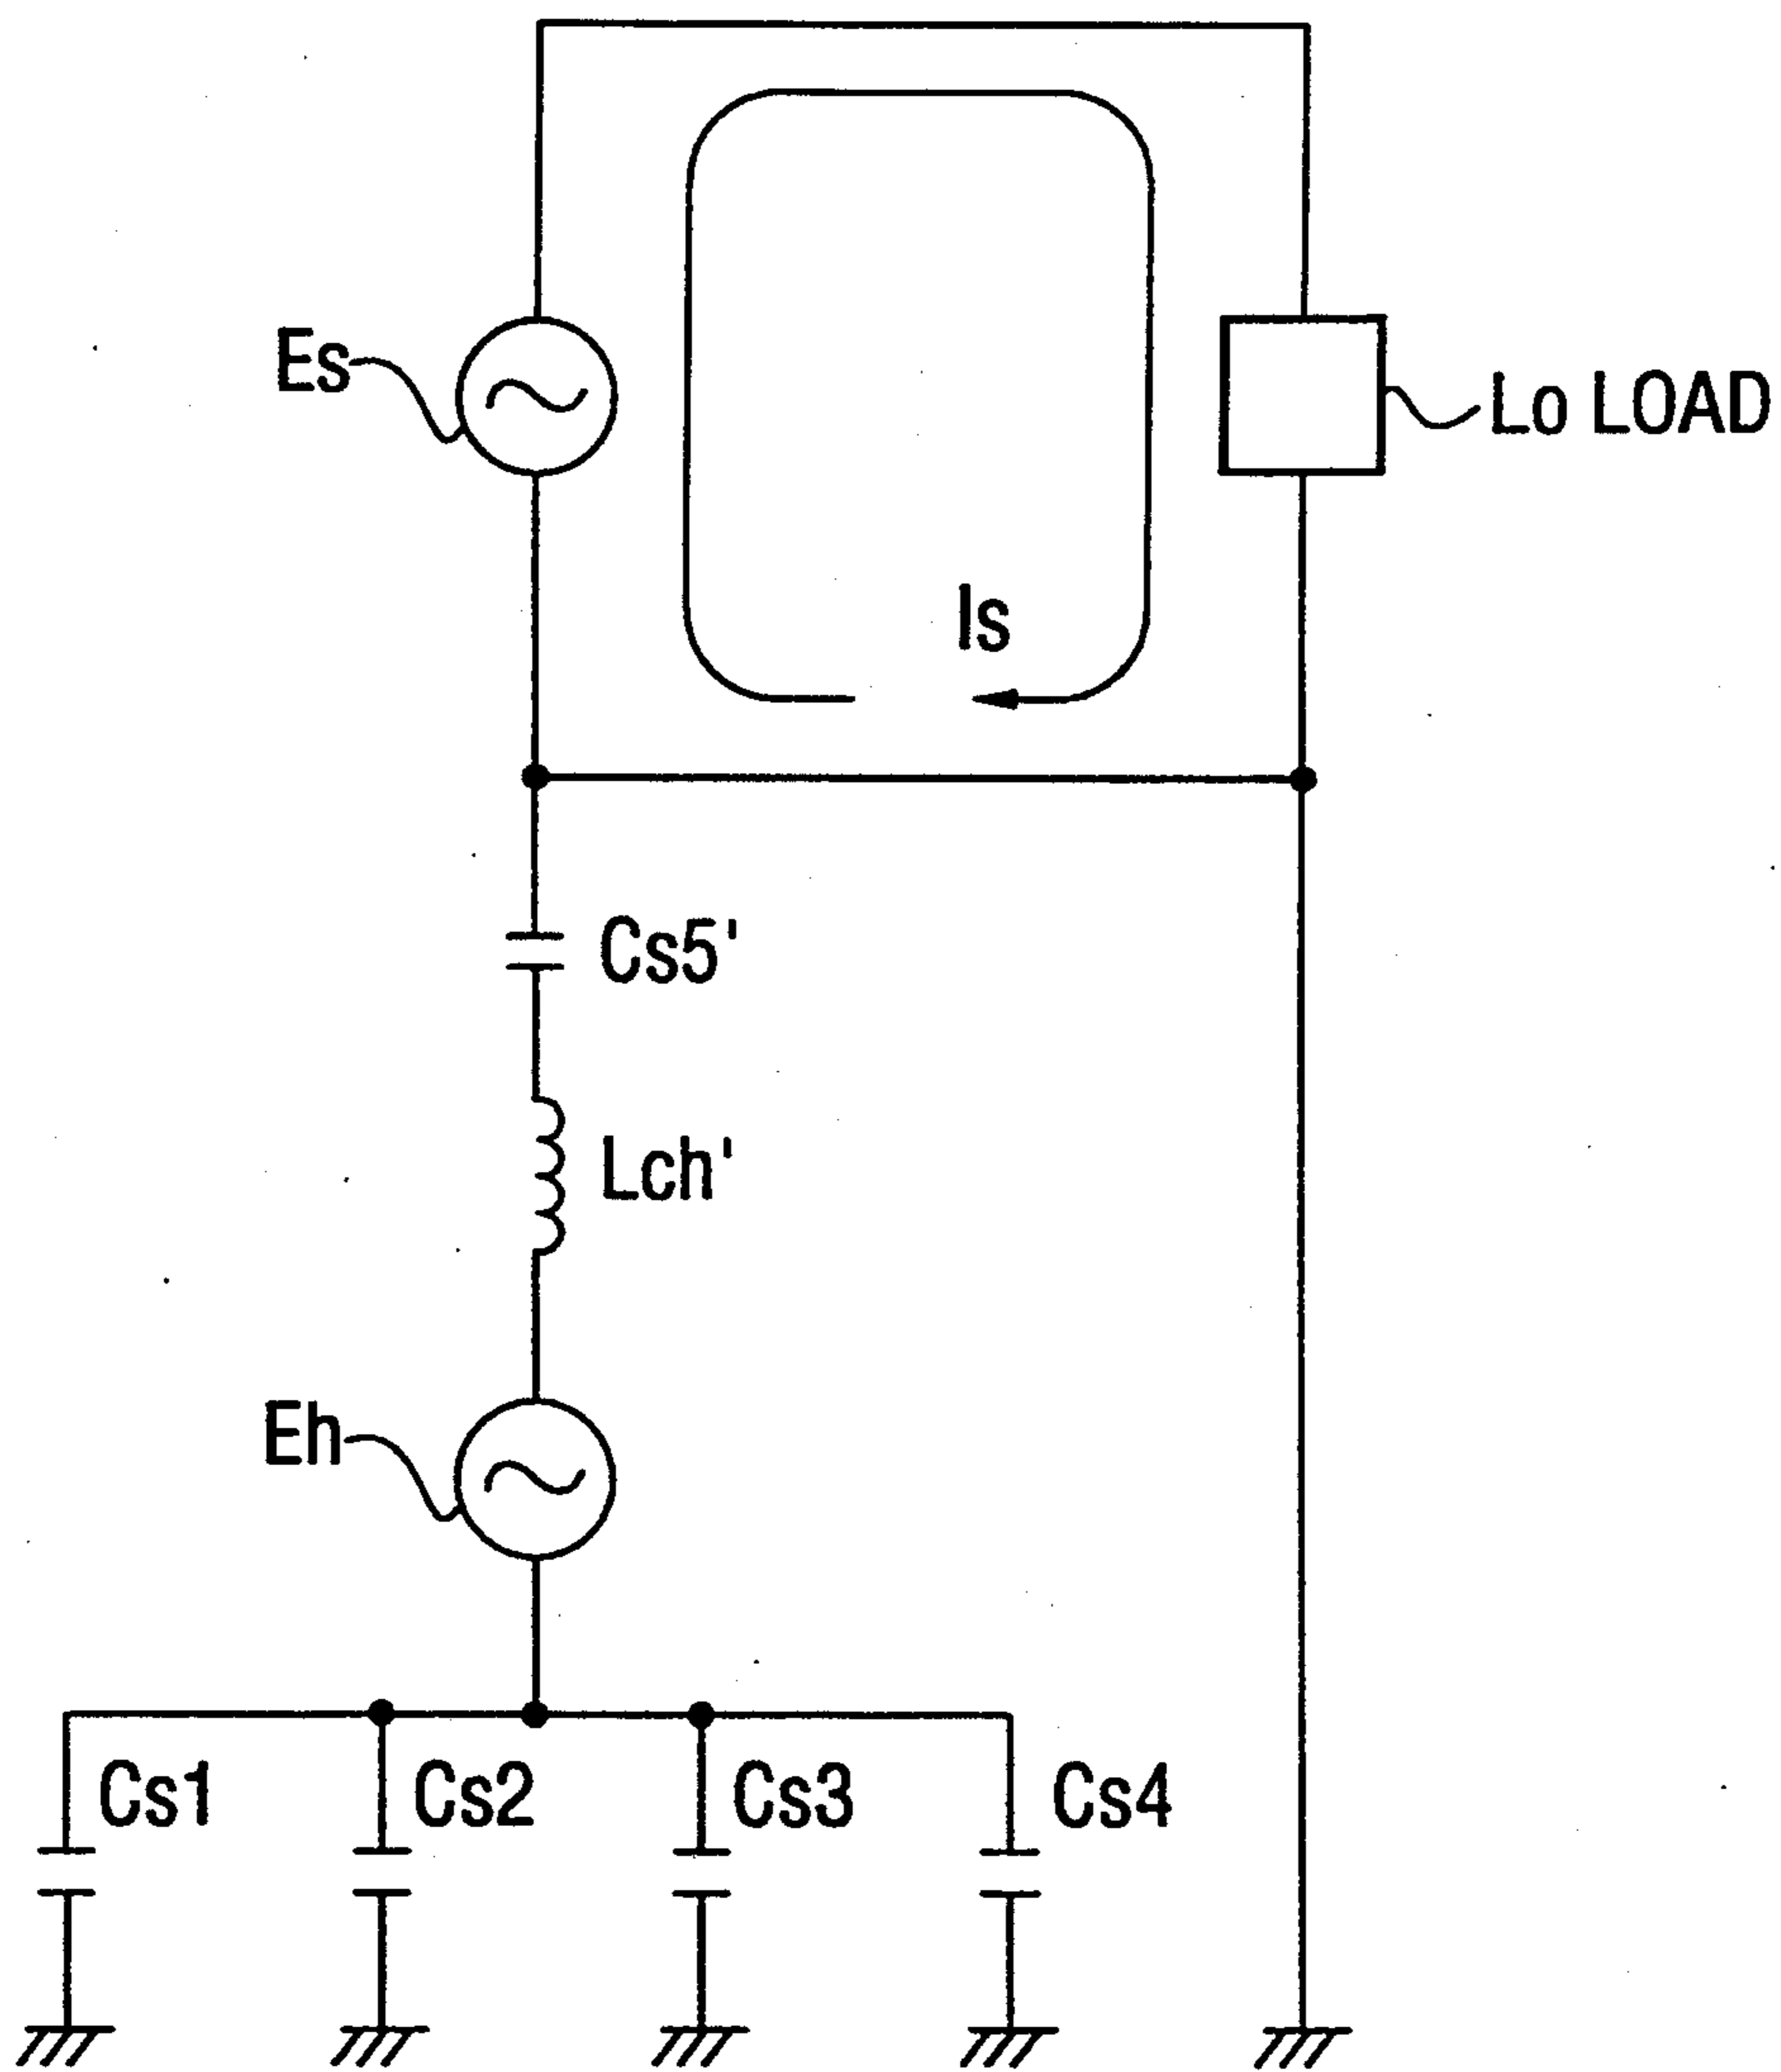 Es
Lo LOAD
Is
Cs5'
Lch'
Eh
Cs1
Cs2
Cs3
Cs4